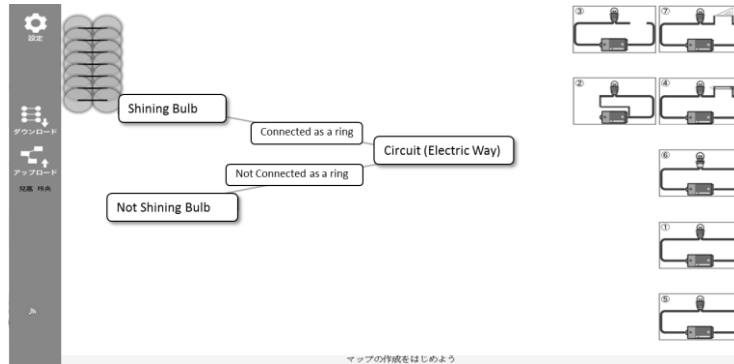 設定
ダウンロード
アップロード
Shining Bulb
Connected as a ring
Circuit (Electric Way)
Not Connected as a ring
Not Shining Bulb
③
⑦
②
④
⑥
①
⑤
マップの作成をはじめよう